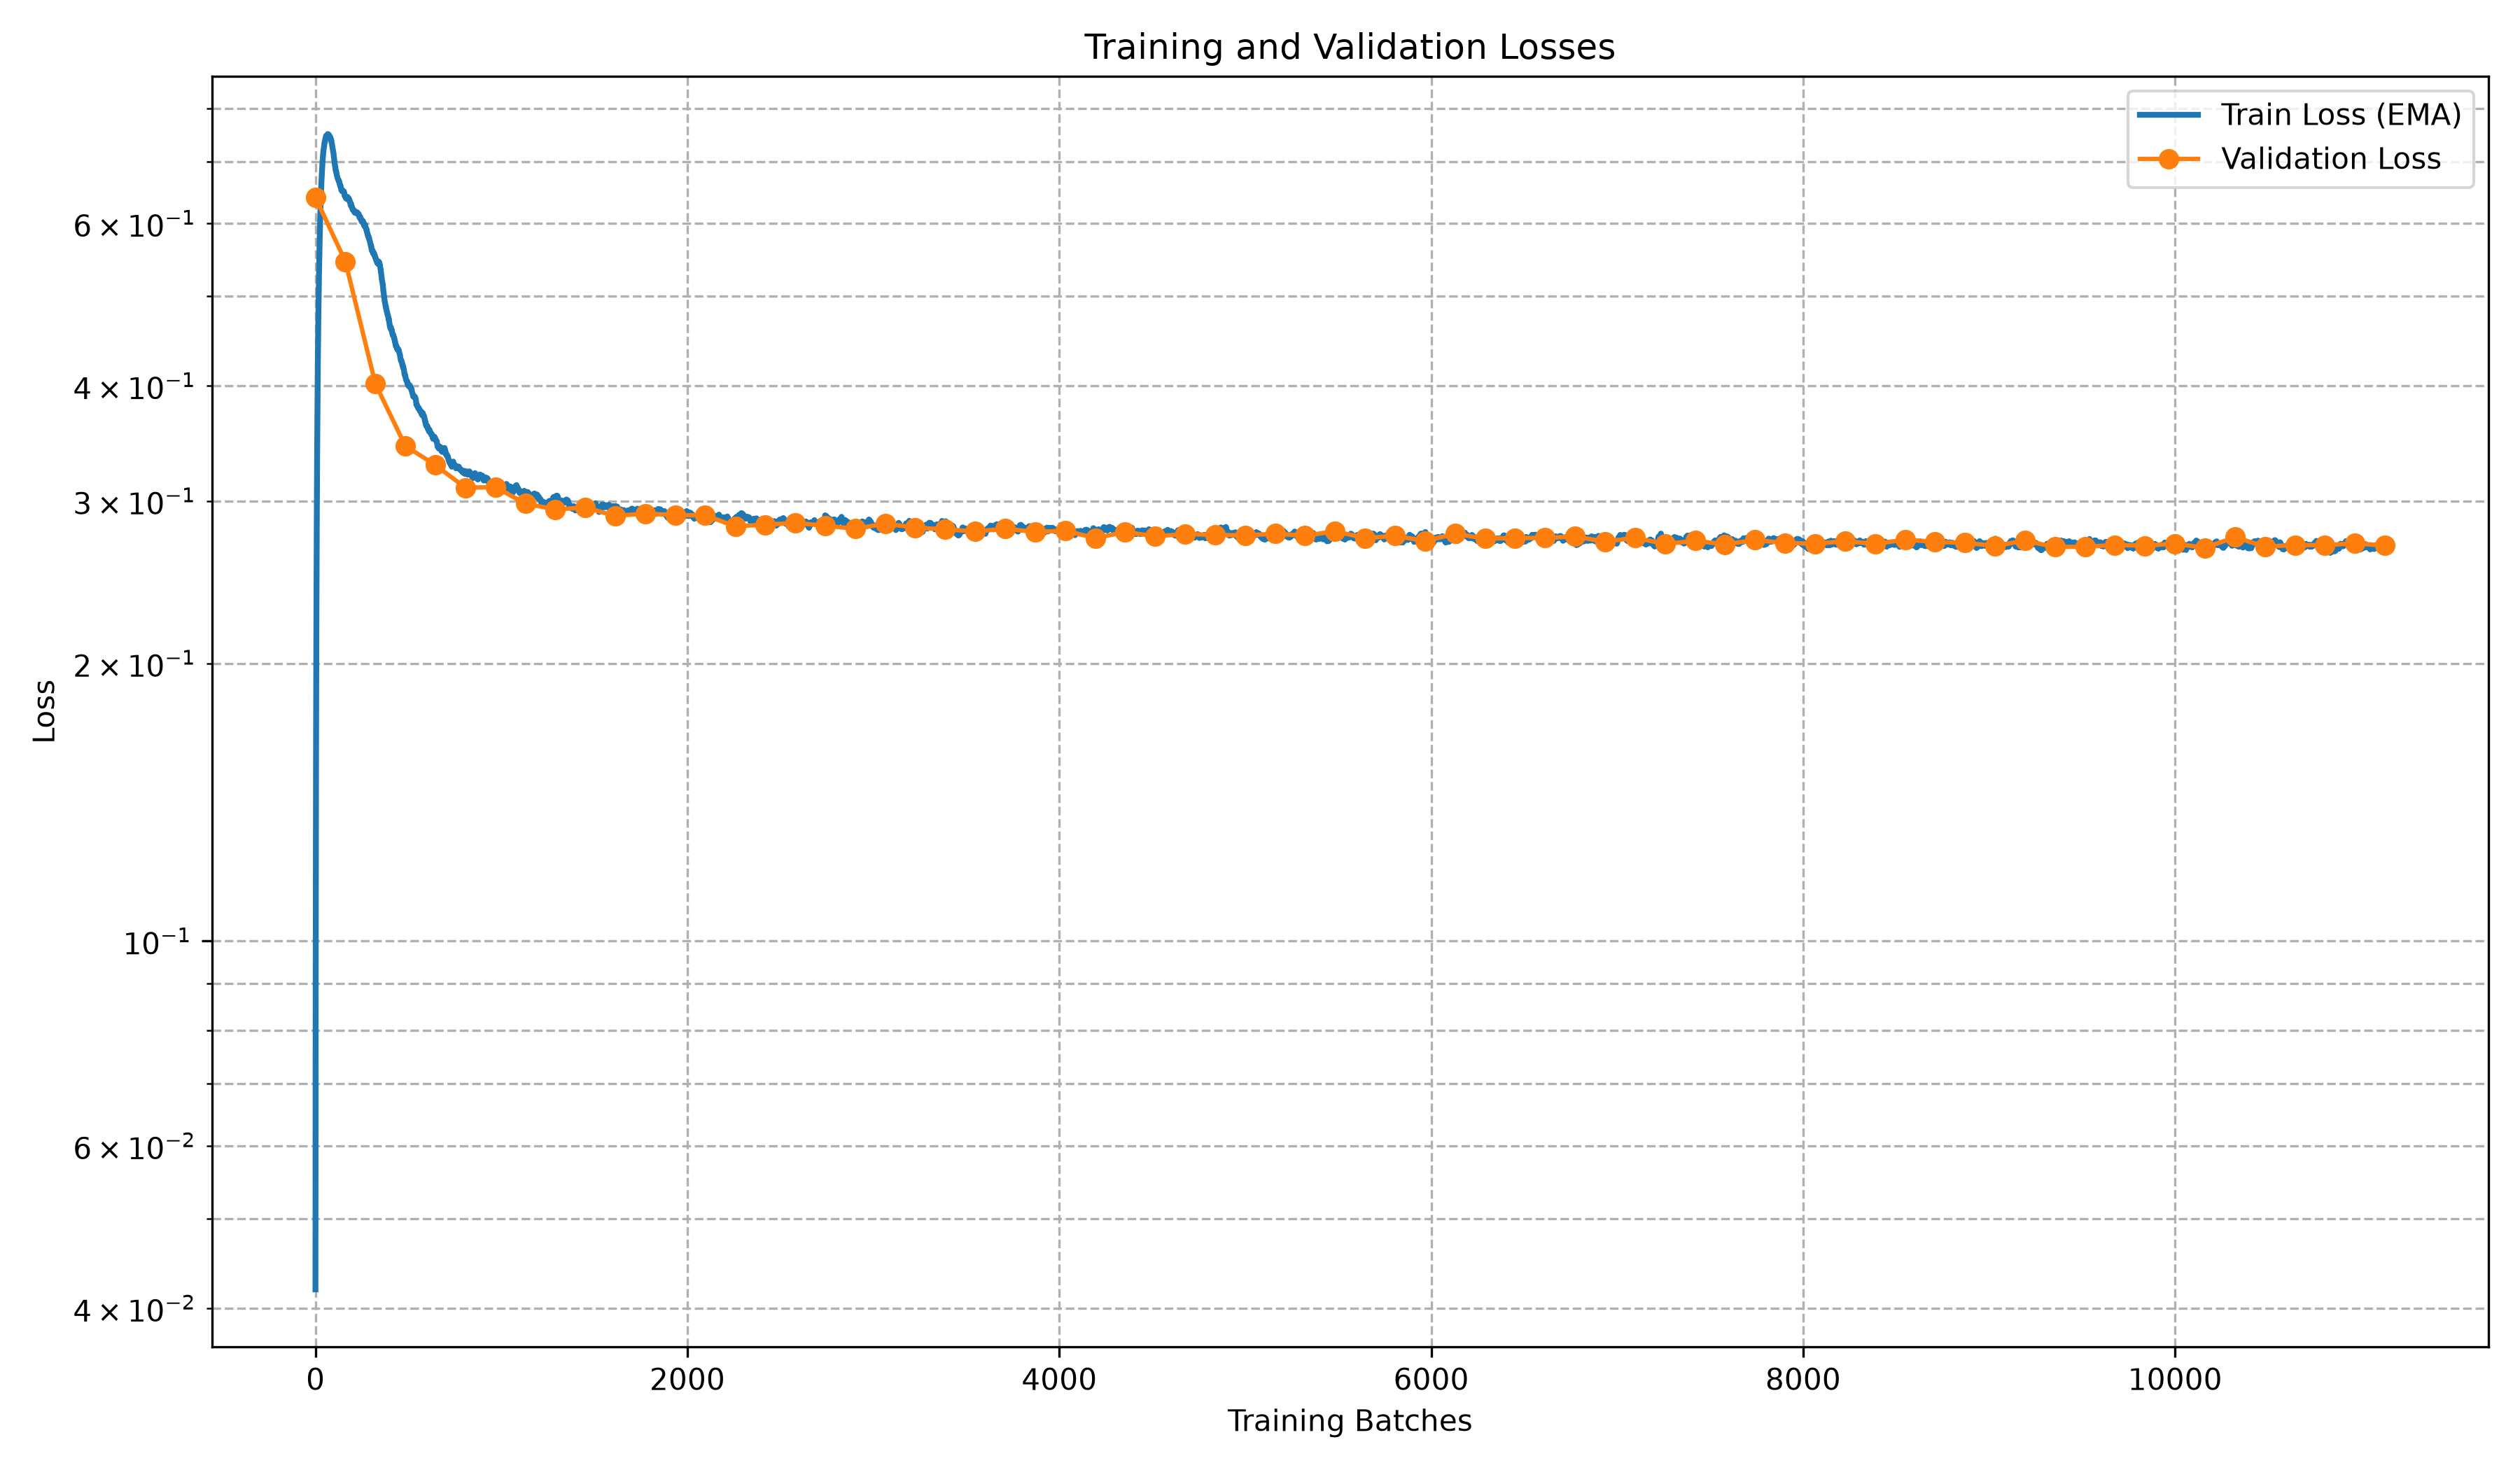 Training and Validation Losses
Train Loss (EMA)
Validation Loss
6 × 10⁻¹
4 × 10⁻¹
3 × 10⁻¹
2 × 10⁻¹
10⁻¹
6 × 10⁻²
4 × 10⁻²
Loss
0 2000 4000 6000 8000 10000
Training Batches